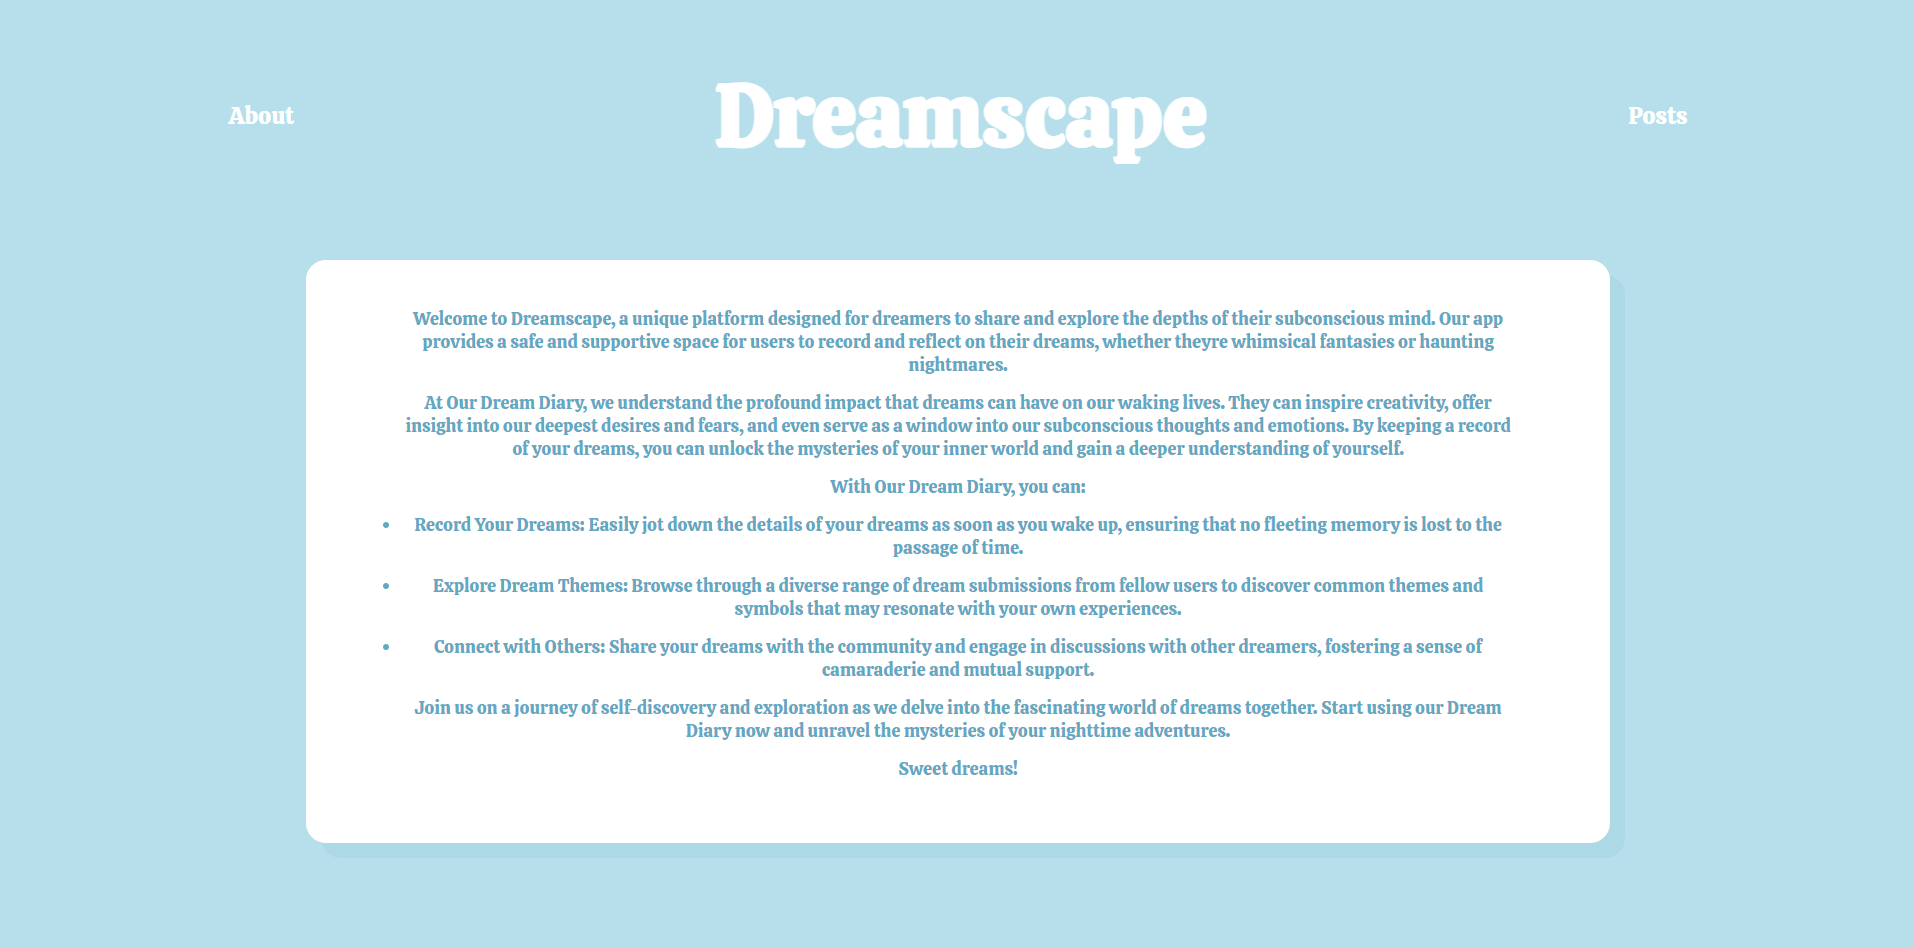 About
Dreamscape
Posts
Welcome to Dreamscape, a unique platform designed for dreamers to share and explore the depths of their subconscious mind. Our app
provides a safe and supportive space for users to record and reflect on their dreams, whether theyre whimsical fantasies or haunting
nightmares.
At Our Dream Diary, we understand the profound impact that dreams can have on our waking lives. They can inspire creativity, offer
insight into our deepest desires and fears, and even serve as a window into our subconscious thoughts and emotions. By keeping a record
of your dreams, you can unlock the mysteries of your inner world and gain a deeper understanding of yourself.
With Our Dream Diary, you can:
• Record Your Dreams: Easily jot down the details of your dreams as soon as you wake up, ensuring that no fleeting memory is lost to the
passage of time.
• Explore Dream Themes: Browse through a diverse range of dream submissions from fellow users to discover common themes and
symbols that may resonate with your own experiences.
• Connect with Others: Share your dreams with the community and engage in discussions with other dreamers, fostering a sense of
camaraderie and mutual support.
Join us on a journey of self-discovery and exploration as we delve into the fascinating world of dreams together. Start using our Dream
Diary now and unravel the mysteries of your nighttime adventures.
Sweet dreams!